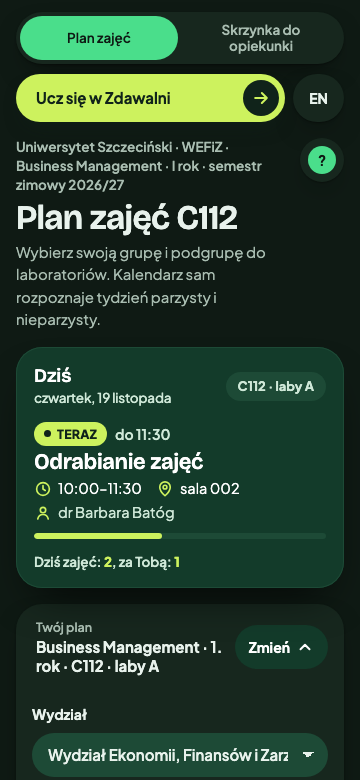 Plan zajęć
Skrzynka do
opiekunki
Ucz się w Zdawalni
EN
Uniwersytet Szczeciński · WEFiZ ·
Business Management · I rok · semestr
zimowy 2026/27
?
Plan zajęć C112
Wybierz swoją grupę i podgrupę do
laboratoriów. Kalendarz sam
rozpoznaje tydzień parzysty i
nieparzysty.
Dziś
czwartek, 19 listopada
C112 · laby A
TERAZ do 11:30
Odrabianie zajęć
10:00–11:30 sala 002
dr Barbara Batóg
Dziś zajęć: 2, za Tobą: 1
Twój plan
Business Management · 1.
rok · C112 · laby A
Zmień
Wydział
Wydział Ekonomii, Finansów i Zarz